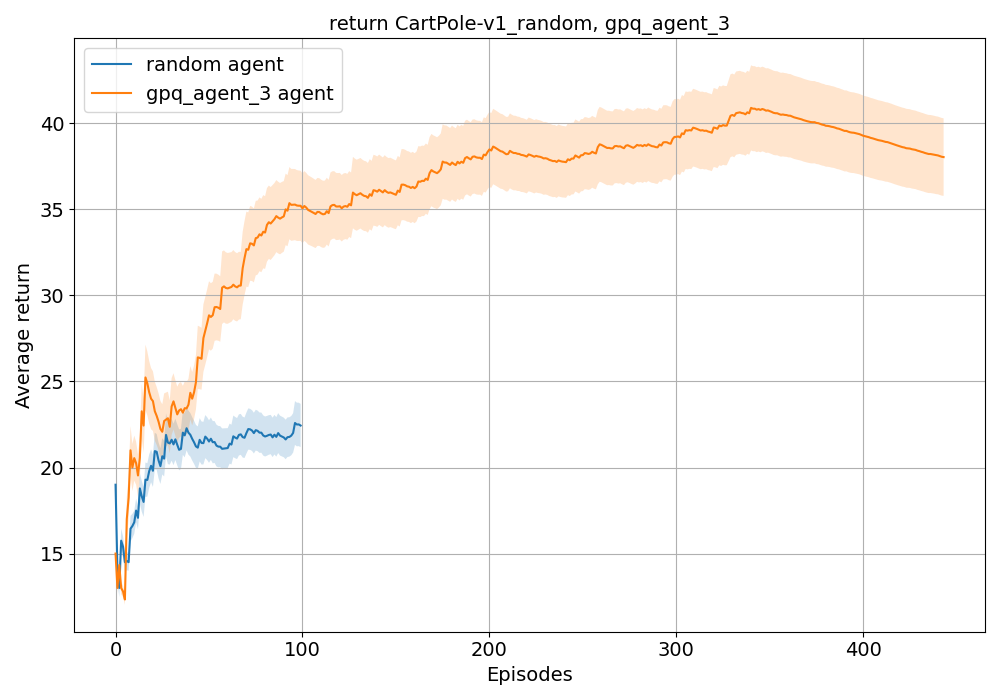 return CartPole-v1_random, gpq_agent_3
random agent
gpq_agent_3 agent
Average return
40
35
30
25
20
15
0 100 200 300 400
Episodes